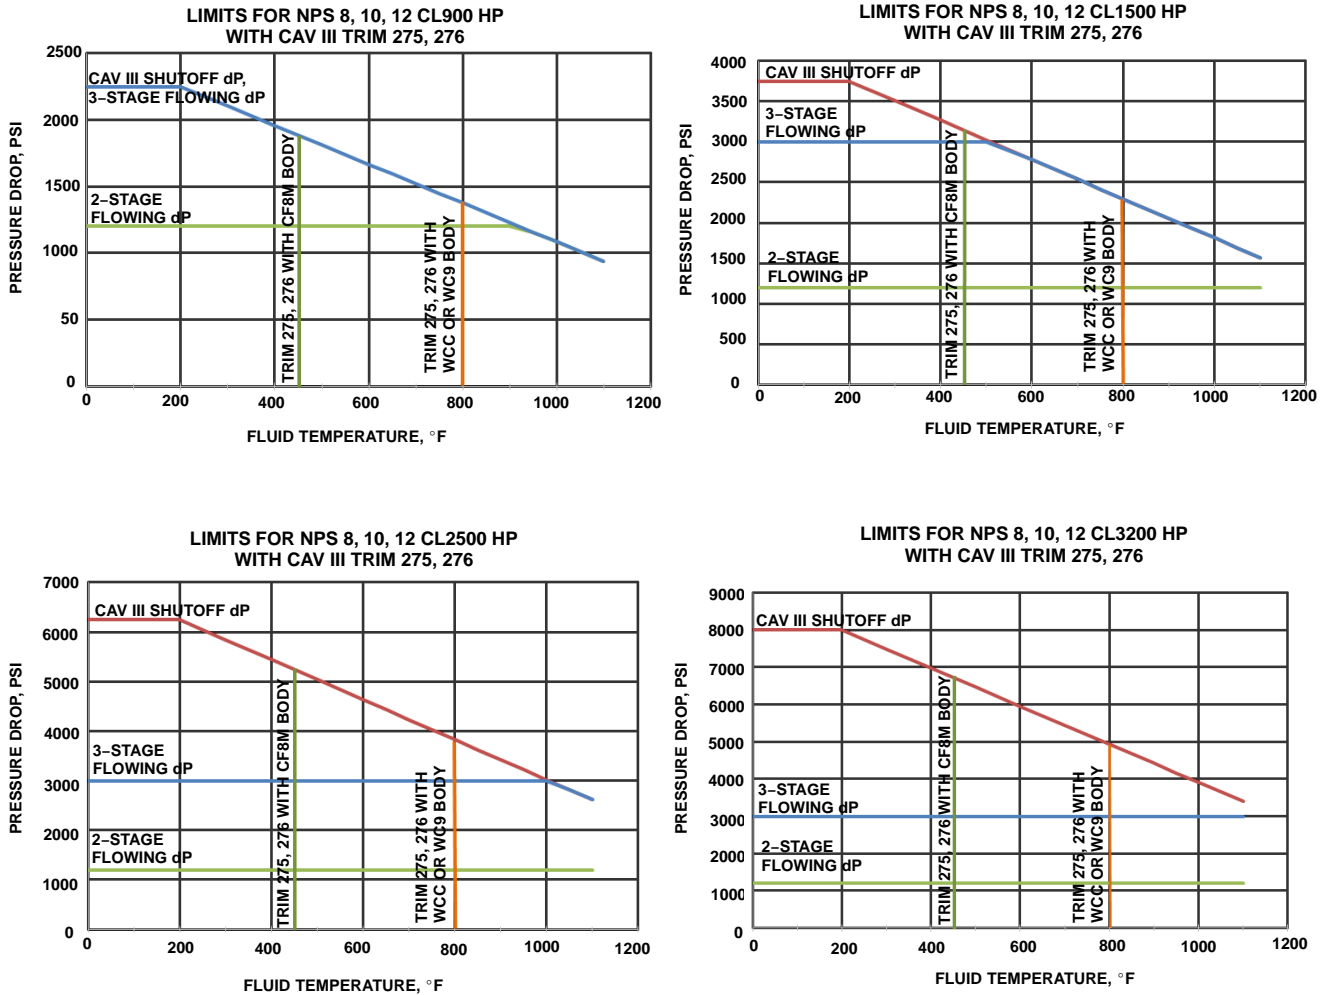 LIMITS FOR NPS 8, 10, 12 CL900 HP
WITH CAV III TRIM 275, 276
2500
2000
1500
1000
50
0
PRESSURE DROP, PSI
CAV III SHUTOFF dP,
3–STAGE FLOWING dP
2–STAGE
FLOWING dP
TRIM 275, 276 WITH CF8M BODY
TRIM 275, 276 WITH
WCC OR WC9 BODY
0 200 400 600 800 1000 1200
FLUID TEMPERATURE, °F
LIMITS FOR NPS 8, 10, 12 CL1500 HP
WITH CAV III TRIM 275, 276
4000
3500
3000
2500
2000
1500
1000
500
0
PRESSURE DROP, PSI
CAV III SHUTOFF dP
3–STAGE
FLOWING dP
2–STAGE
FLOWING dP
TRIM 275, 276 WITH CF8M BODY
TRIM 275, 276 WITH
WCC OR WC9 BODY
0 200 400 600 800 1000 1200
FLUID TEMPERATURE, °F
LIMITS FOR NPS 8, 10, 12 CL2500 HP
WITH CAV III TRIM 275, 276
7000
6000
5000
4000
3000
2000
1000
0
PRESSURE DROP, PSI
CAV III SHUTOFF dP
3–STAGE
FLOWING dP
2–STAGE
FLOWING dP
TRIM 275, 276 WITH CF8M BODY
TRIM 275, 276 WITH
WCC OR WC9 BODY
0 200 400 600 800 1000 1200
FLUID TEMPERATURE, °F
LIMITS FOR NPS 8, 10, 12 CL3200 HP
WITH CAV III TRIM 275, 276
9000
8000
7000
6000
5000
4000
3000
2000
1000
0
PRESSURE DROP, PSI
CAV III SHUTOFF dP
3–STAGE
FLOWING dP
2–STAGE
FLOWING dP
TRIM 275, 276 WITH CF8M BODY
TRIM 275, 276 WITH
WCC OR WC9 BODY
0 200 400 600 800 1000 1200
FLUID TEMPERATURE, °F